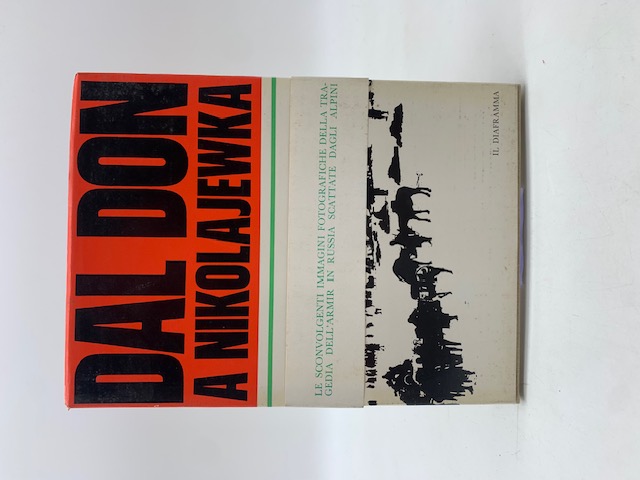 DAL DON
A NIKOLAJEWKA
LE SCONVOLGENTI IMMAGINI FOTOGRAFICHE DELLA TRA-
GEDIA DELL'ARMIR IN RUSSIA SCATTATE DAGLI ALPINI
IL DIAFRAMMA